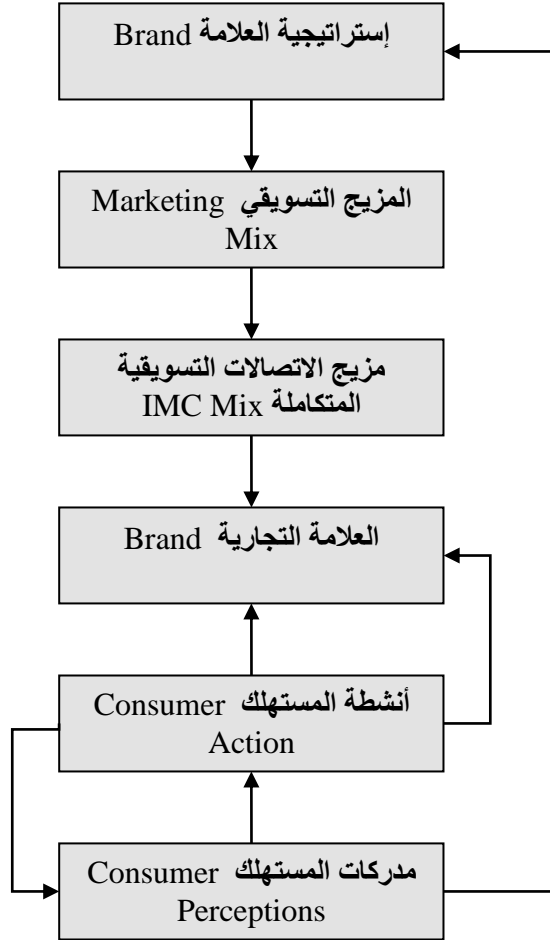 إستراتيجية العلامة Brand
المزيج التسويقي Marketing
Mix
مزيج الاتصالات التسويقية
المتكاملة IMC Mix
العلامة التجارية Brand
أنشطة المستهلك Consumer
Action
مدركات المستهلك Consumer
Perceptions